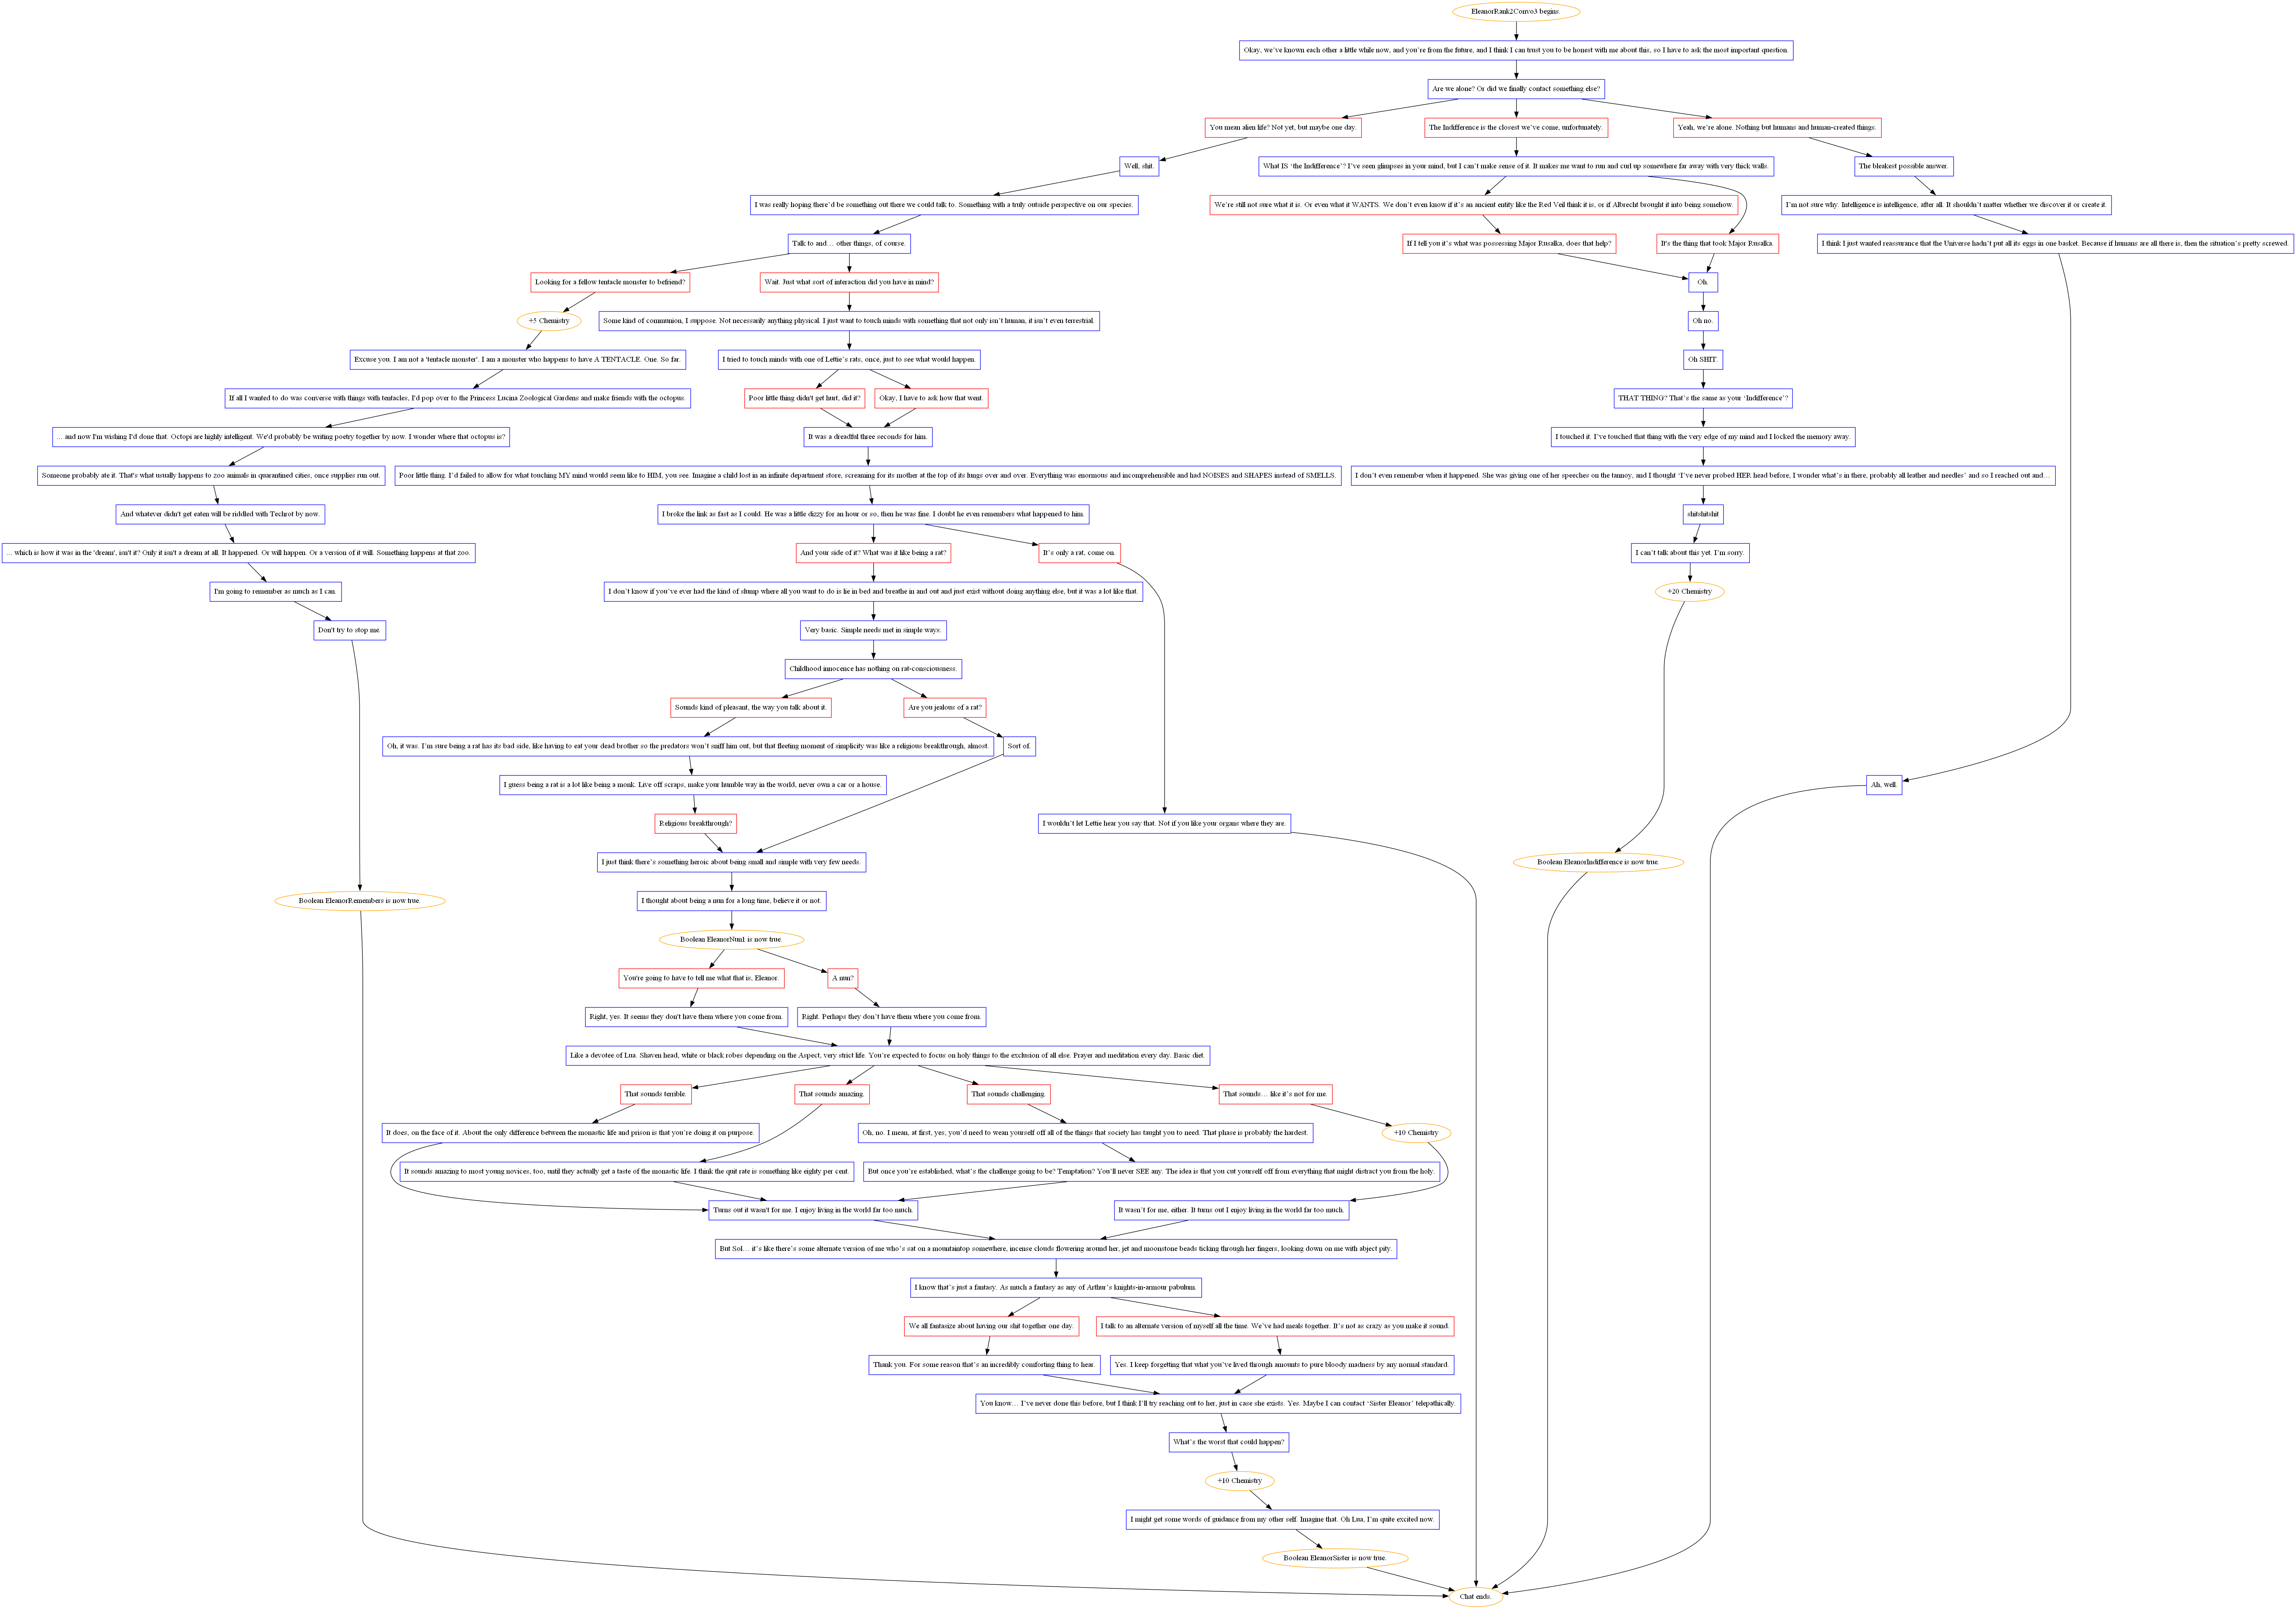 EleanorRank2Convo3 begins.
Okay, we've known each other a little while now, and you're from the future, and I think I can trust you to be honest with me about this, so I have to ask the most important question.
Are we alone? Or did we finally contact something else?
You mean alien life? Not yet, but maybe one day.
The Indifference is the closest we've come, unfortunately.
Yeah, we're alone. Nothing but humans and human-created things.
Well, shit.
What IS ‘the Indifference’? I've seen glimpses in your mind, but I can't make sense of it. It makes me want to run and curl up somewhere far away with very thick walls.
The bleakest possible answer.
I was really hoping there'd be something out there we could talk to. Something with a truly outside perspective on our species.
We're still not sure what it is. Or even what it WANTS. We don't even know if it's an ancient entity like the Red Veil think it is, or if Albrecht brought it into being somehow.
I'm not sure why. Intelligence is intelligence, after all. It shouldn't matter whether we discover it or create it.
Talk to and… other things, of course.
If I tell you it's what was possessing Major Rusalka, does that help?
It's the thing that took Major Rusalka.
I think I just wanted reassurance that the Universe hadn't put all its eggs in one basket. Because if humans are all there is, then the situation's pretty screwed.
Looking for a fellow tentacle monster to befriend?
Wait. Just what sort of interaction did you have in mind?
Oh.
+5 Chemistry
Some kind of communion, I suppose. Not necessarily anything physical. I just want to touch minds with something that not only isn't human, it isn't even terrestrial.
Oh no.
Excuse you. I am not a 'tentacle monster'. I am a monster who happens to have A TENTACLE. One. So far.
I tried to touch minds with one of Lettie's rats, once, just to see what would happen.
Oh SHIT.
If all I wanted to do was converse with things with tentacles, I'd pop over to the Princess Lucina Zoological Gardens and make friends with the octopus.
Poor little thing didn't get hurt, did it?
Okay, I have to ask how that went.
THAT THING? That's the same as your ‘Indifference’?
... and now I'm wishing I'd done that. Octopi are highly intelligent. We'd probably be writing poetry together by now. I wonder where that octopus is?
It was a dreadful three seconds for him.
I touched it. I've touched that thing with the very edge of my mind and I locked the memory away.
Someone probably ate it. That's what usually happens to zoo animals in quarantined cities, once supplies run out.
Poor little thing. I'd failed to allow for what touching MY mind would seem like to HIM, you see. Imagine a child lost in an infinite department store, screaming for its mother at the top of its lungs over and over. Everything was enormous and incomprehensible and had NOISES and SHAPES instead of SMELLS.
I don't even remember when it happened. She was giving one of her speeches on the tannoy, and I thought ‘I've never probed HER head before, I wonder what's in there, probably all leather and needles’ and so I reached out and…
And whatever didn't get eaten will be riddled with Techrot by now.
I broke the link as fast as I could. He was a little dizzy for an hour or so, then he was fine. I doubt he even remembers what happened to him.
shitshitshit
... which is how it was in the 'dream', isn't it? Only it isn't a dream at all. It happened. Or will happen. Or a version of it will. Something happens at that zoo.
And your side of it? What was it like being a rat?
It's only a rat, come on.
I can't talk about this yet. I'm sorry.
I'm going to remember as much as I can.
I don't know if you've ever had the kind of slump where all you want to do is lie in bed and breathe in and out and just exist without doing anything else, but it was a lot like that.
+20 Chemistry
Don't try to stop me.
Very basic. Simple needs met in simple ways.
Childhood innocence has nothing on rat-consciousness.
Sounds kind of pleasant, the way you talk about it.
Are you jealous of a rat?
Oh, it was. I'm sure being a rat has its bad side, like having to eat your dead brother so the predators won't sniff him out, but that fleeting moment of simplicity was like a religious breakthrough, almost.
Sort of.
I guess being a rat is a lot like being a monk. Live off scraps, make your humble way in the world, never own a car or a house.
Ah, well.
Religious breakthrough?
I wouldn't let Lettie hear you say that. Not if you like your organs where they are.
I just think there's something heroic about being small and simple with very few needs.
Boolean EleanorIndifference is now true.
Boolean EleanorRemembers is now true.
I thought about being a nun for a long time, believe it or not.
Boolean EleanorNun1 is now true.
You're going to have to tell me what that is, Eleanor.
A nun?
Right, yes. It seems they don't have them where you come from.
Right. Perhaps they don't have them where you come from.
Like a devotee of Lua. Shaven head, white or black robes depending on the Aspect, very strict life. You're expected to focus on holy things to the exclusion of all else. Prayer and meditation every day. Basic diet.
That sounds terrible.
That sounds amazing.
That sounds challenging.
That sounds… like it's not for me.
It does, on the face of it. About the only difference between the monastic life and prison is that you're doing it on purpose.
Oh, no. I mean, at first, yes, you'd need to wean yourself off all of the things that society has taught you to need. That phase is probably the hardest.
+10 Chemistry
It sounds amazing to most young novices, too, until they actually get a taste of the monastic life. I think the quit rate is something like eighty per cent.
But once you're established, what's the challenge going to be? Temptation? You'll never SEE any. The idea is that you cut yourself off from everything that might distract you from the holy.
Turns out it wasn't for me. I enjoy living in the world far too much.
It wasn't for me, either. It turns out I enjoy living in the world far too much.
But Sol… it's like there's some alternate version of me who's sat on a mountaintop somewhere, incense clouds flowering around her, jet and moonstone beads ticking through her fingers, looking down on me with abject pity.
I know that's just a fantasy. As much a fantasy as any of Arthur's knights-in-armour pabulum.
We all fantasize about having our shit together one day.
I talk to an alternate version of myself all the time. We've had meals together. It's not as crazy as you make it sound.
Thank you. For some reason that's an incredibly comforting thing to hear.
Yes. I keep forgetting that what you've lived through amounts to pure bloody madness by any normal standard.
You know… I've never done this before, but I think I'll try reaching out to her, just in case she exists. Yes. Maybe I can contact ‘Sister Eleanor’ telepathically.
What's the worst that could happen?
+10 Chemistry
I might get some words of guidance from my other self. Imagine that. Oh Lua, I'm quite excited now.
Boolean EleanorSister is now true.
Chat ends.